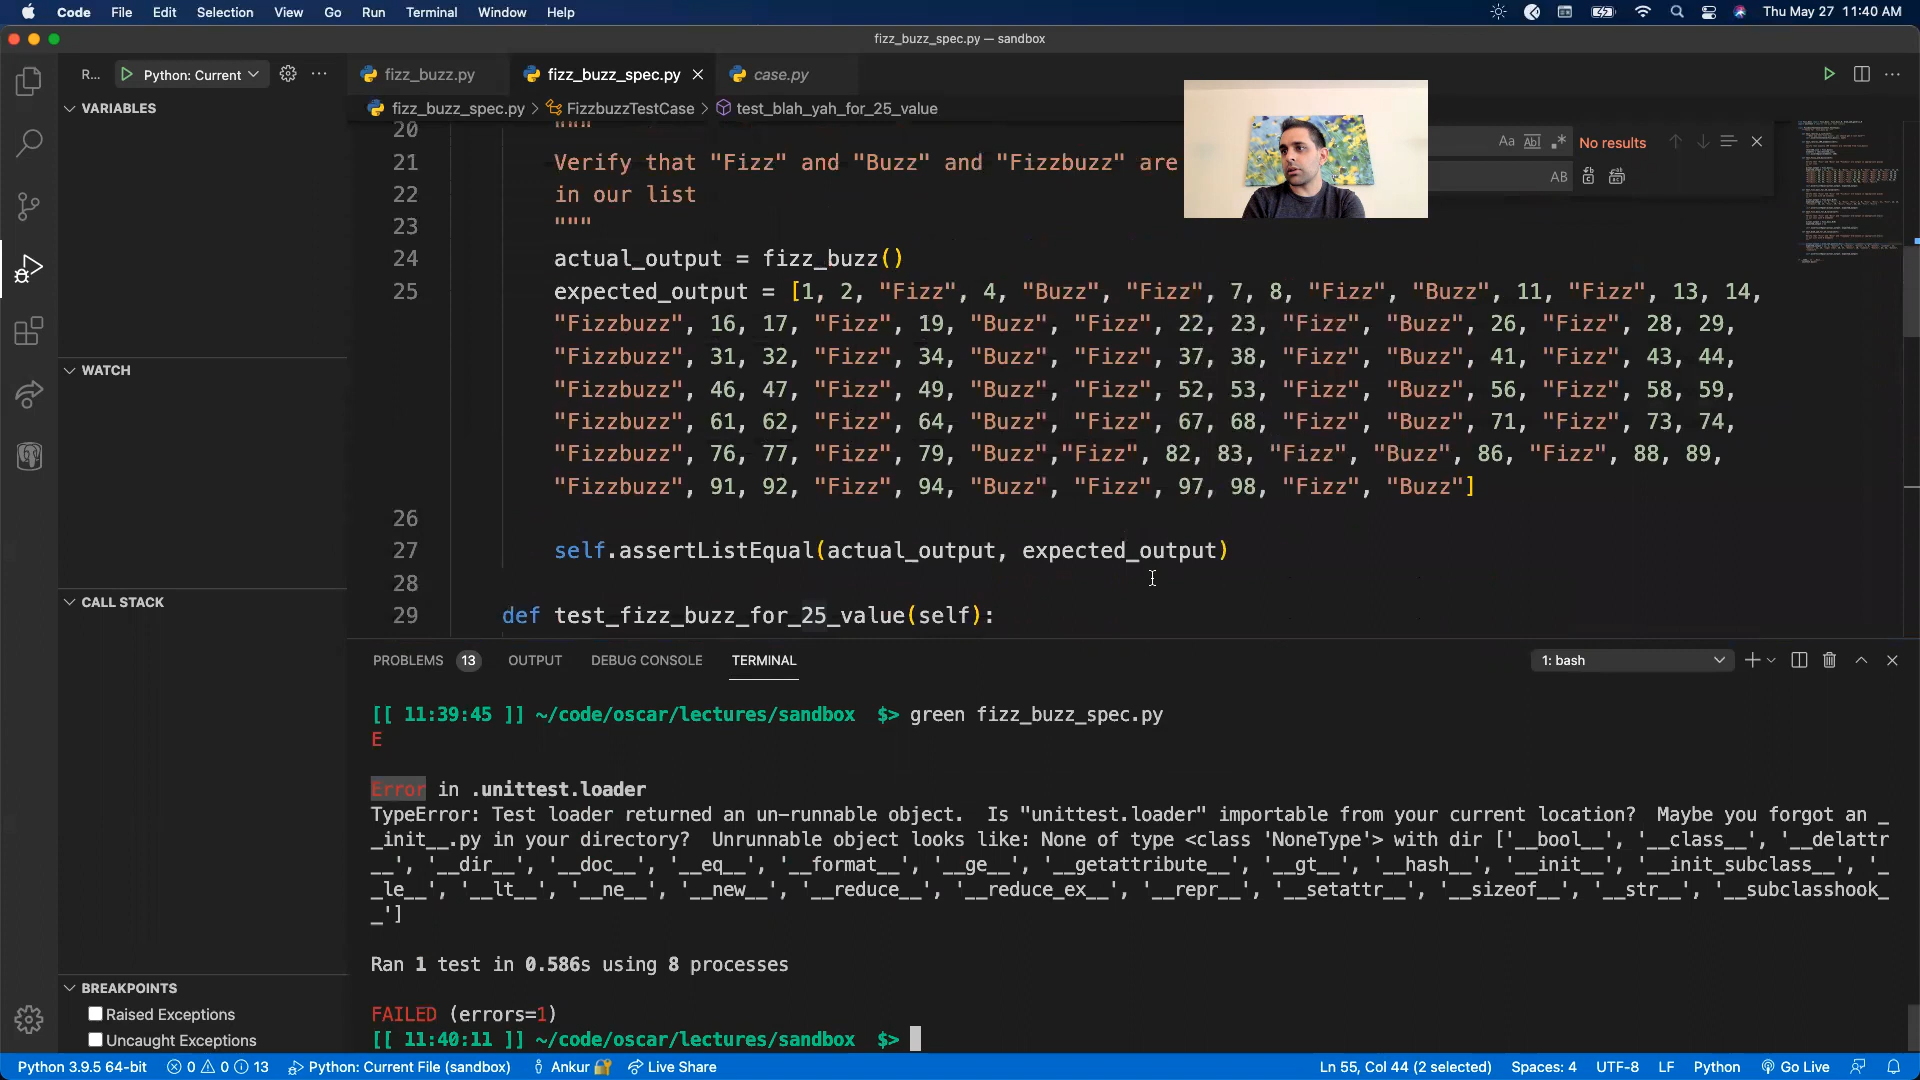 Code File Edit Selection View Go Run Terminal Window Help Thu May 27 11:40 AM
fizz_buzz_spec.py — sandbox
R... Python: Current ... fizz_buzz.py fizz_buzz_spec.py case.py ...
VARIABLES
fizz_buzz_spec.py > FizzbuzzTestCase > test_blah_yah_for_25_value
20 """
Aa Abl .* No results
21 Verify that "Fizz" and "Buzz" and "Fizzbuzz" are
AB
22 in our list
23 """
24 actual_output = fizz_buzz()
25 expected_output = [1, 2, "Fizz", 4, "Buzz", "Fizz", 7, 8, "Fizz", "Buzz", 11, "Fizz", 13, 14,
"Fizzbuzz", 16, 17, "Fizz", 19, "Buzz", "Fizz", 22, 23, "Fizz", "Buzz", 26, "Fizz", 28, 29,
"Fizzbuzz", 31, 32, "Fizz", 34, "Buzz", "Fizz", 37, 38, "Fizz", "Buzz", 41, "Fizz", 43, 44,
WATCH
"Fizzbuzz", 46, 47, "Fizz", 49, "Buzz", "Fizz", 52, 53, "Fizz", "Buzz", 56, "Fizz", 58, 59,
"Fizzbuzz", 61, 62, "Fizz", 64, "Buzz", "Fizz", 67, 68, "Fizz", "Buzz", 71, "Fizz", 73, 74,
"Fizzbuzz", 76, 77, "Fizz", 79, "Buzz","Fizz", 82, 83, "Fizz", "Buzz", 86, "Fizz", 88, 89,
"Fizzbuzz", 91, 92, "Fizz", 94, "Buzz", "Fizz", 97, 98, "Fizz", "Buzz"]
26
27 self.assertListEqual(actual_output, expected_output)
28
CALL STACK
29 def test_fizz_buzz_for_25_value(self):
PROBLEMS 13 OUTPUT DEBUG CONSOLE TERMINAL 1: bash
[[ 11:39:45 ]] ~/code/oscar/lectures/sandbox $> green fizz_buzz_spec.py
E
Error in .unittest.loader
TypeError: Test loader returned an un-runnable object. Is "unittest.loader" importable from your current location? Maybe you forgot an _
_init__.py in your directory? Unrunnable object looks like: None of type <class 'NoneType'> with dir ['__bool__', '__class__', '__delattr
__', '__dir__', '__doc__', '__eq__', '__format__', '__ge__', '__getattribute__', '__gt__', '__hash__', '__init__', '__init_subclass__', '_
_le__', '__lt__', '__ne__', '__new__', '__reduce__', '__reduce_ex__', '__repr__', '__setattr__', '__sizeof__', '__str__', '__subclasshook_
_']
Ran 1 test in 0.586s using 8 processes
BREAKPOINTS
Raised Exceptions
FAILED (errors=1)
Uncaught Exceptions
[[ 11:40:11 ]] ~/code/oscar/lectures/sandbox $>
Python 3.9.5 64-bit 0 0 13 Python: Current File (sandbox) Ankur Live Share Ln 55, Col 44 (2 selected) Spaces: 4 UTF-8 LF Python Go Live